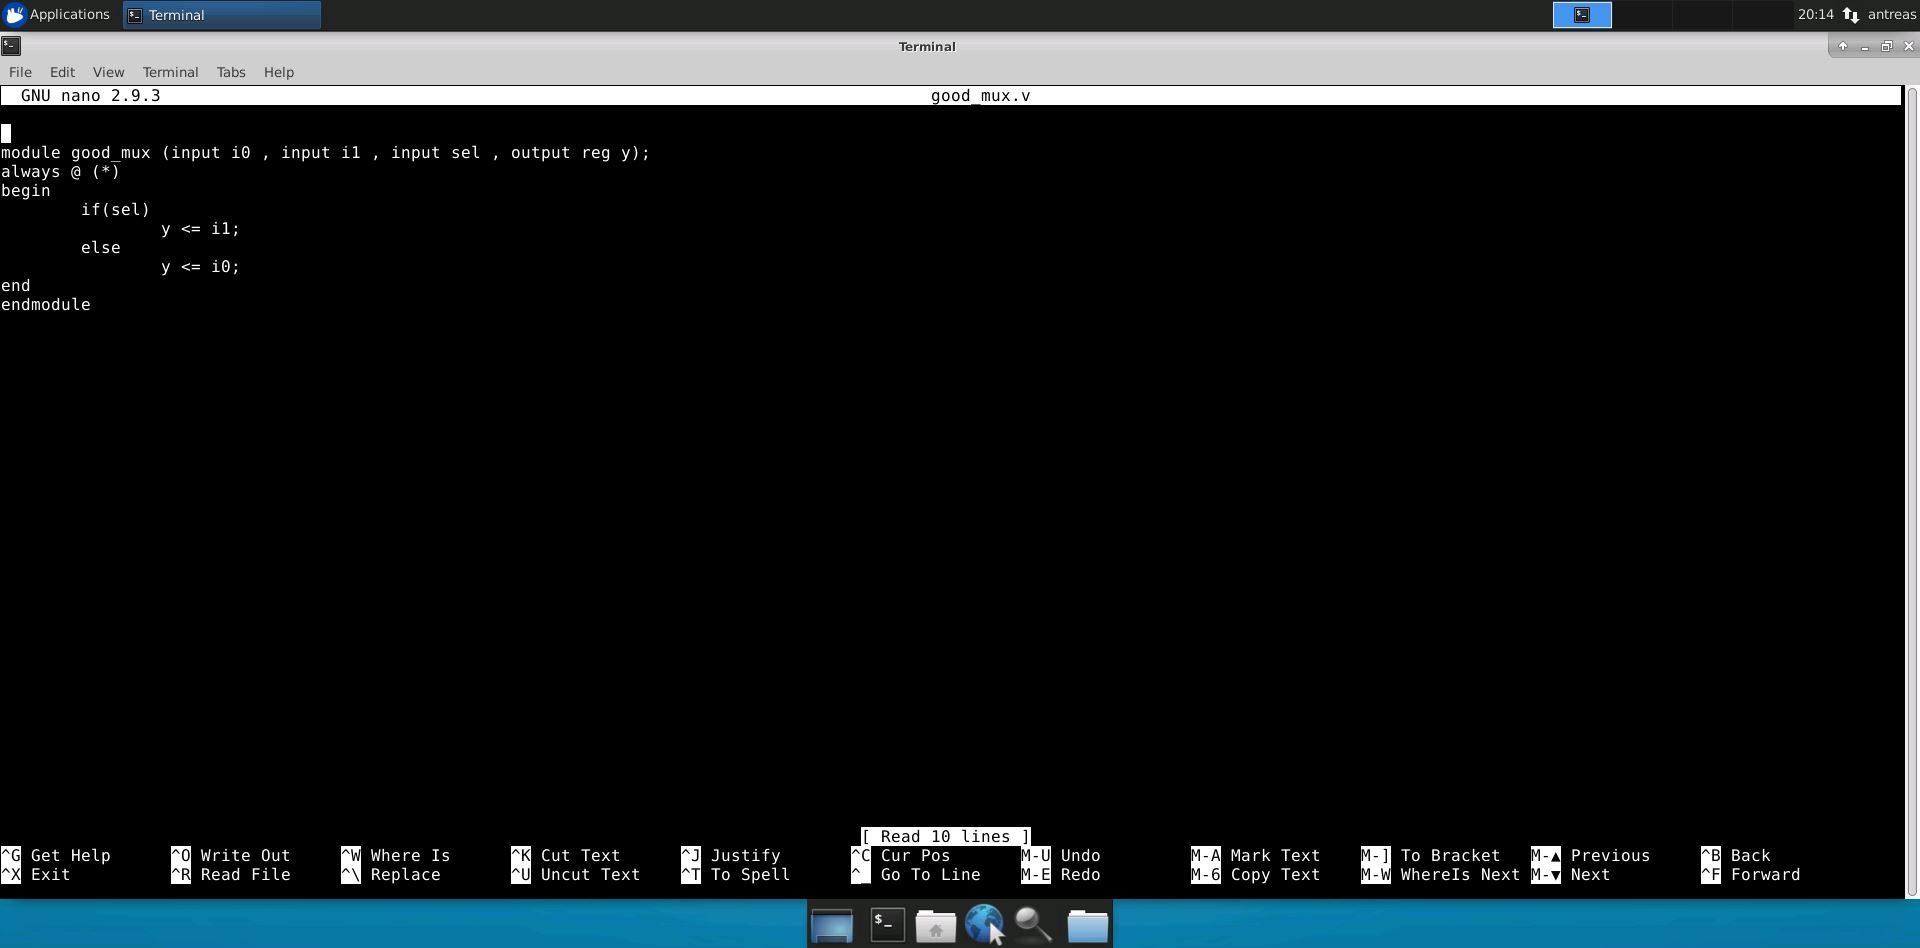 Applications Terminal 20:14 antreas
Terminal
File Edit View Terminal Tabs Help
GNU nano 2.9.3 good_mux.v
module good_mux (input i0 , input i1 , input sel , output reg y);
always @ (*)
begin
if(sel)
y <= i1;
else
y <= i0;
end
endmodule
[ Read 10 lines ]
^G Get Help ^O Write Out ^W Where Is ^K Cut Text ^J Justify ^C Cur Pos M-U Undo M-A Mark Text M-] To Bracket M-▲ Previous ^B Back
^X Exit ^R Read File ^\ Replace ^U Uncut Text ^T To Spell ^_ Go To Line M-E Redo M-6 Copy Text M-W WhereIs Next M-▼ Next ^F Forward
$-